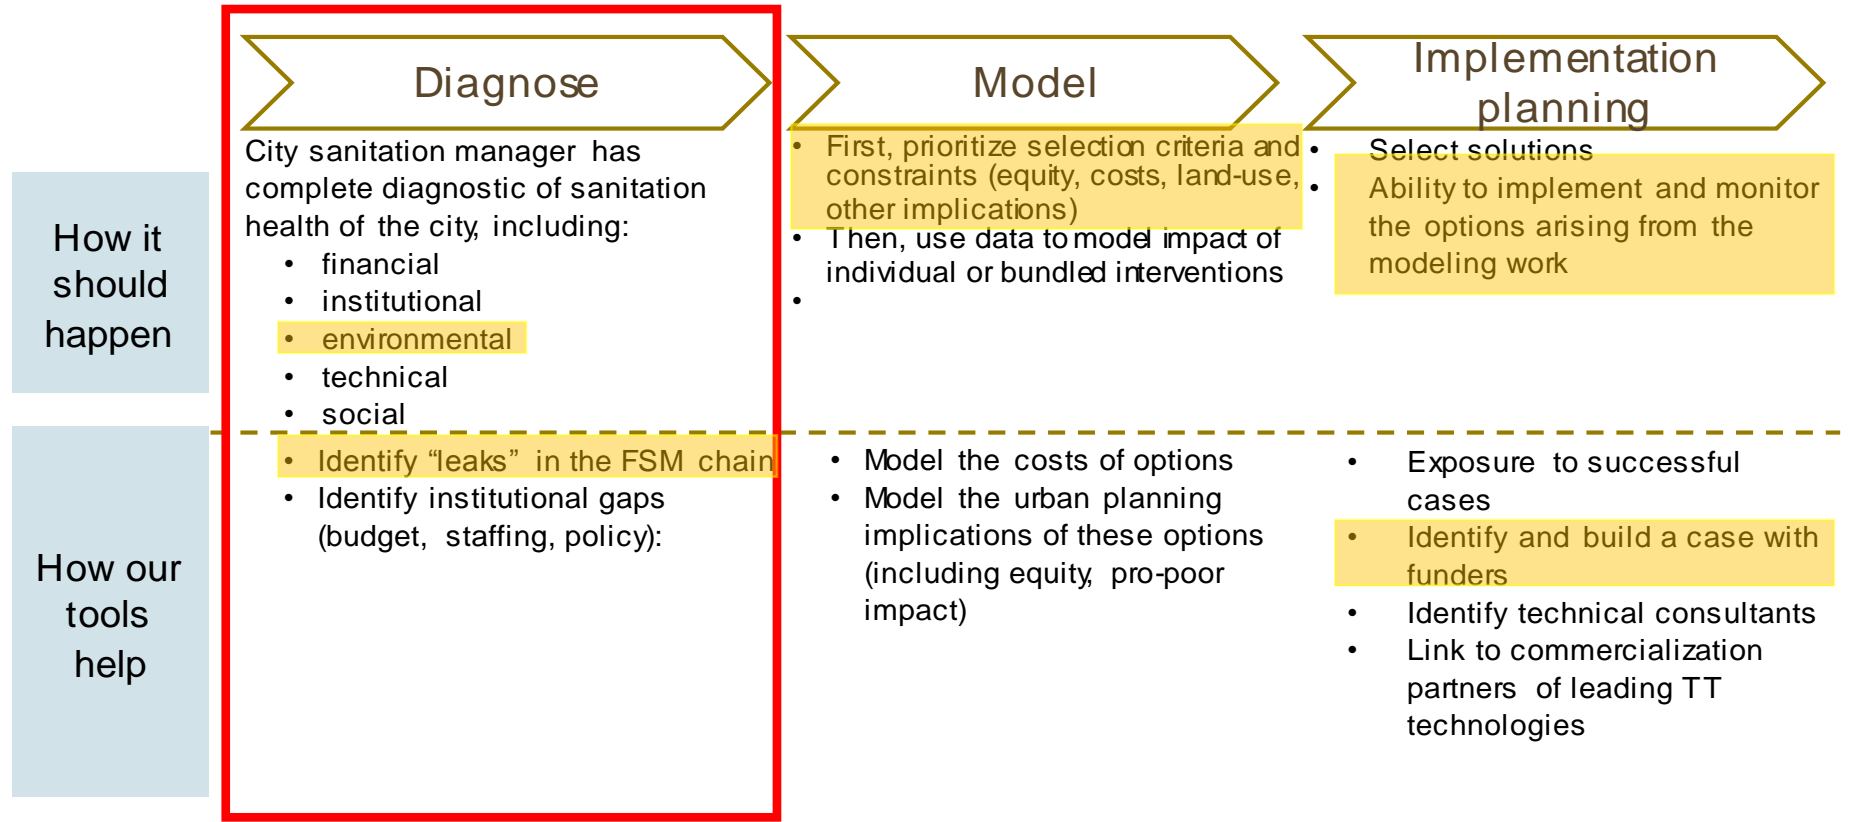 Diagnose
Model
Implementation
planning
How it
should
happen
City sanitation manager has
complete diagnostic of sanitation
health of the city, including:
• financial
• institutional
• environmental
• technical
• social
• First, prioritize selection criteria and
constraints (equity, costs, land-use,
other implications)
• Then, use data to model impact of
individual or bundled interventions
•
• Select solutions
• Ability to implement and monitor
the options arising from the
modeling work
How our
tools
help
• Identify “leaks” in the FSM chain
• Identify institutional gaps
(budget, staffing, policy):
• Model the costs of options
• Model the urban planning
implications of these options
(including equity, pro-poor
impact)
• Exposure to successful
cases
• Identify and build a case with
funders
• Identify technical consultants
• Link to commercialization
partners of leading TT
technologies